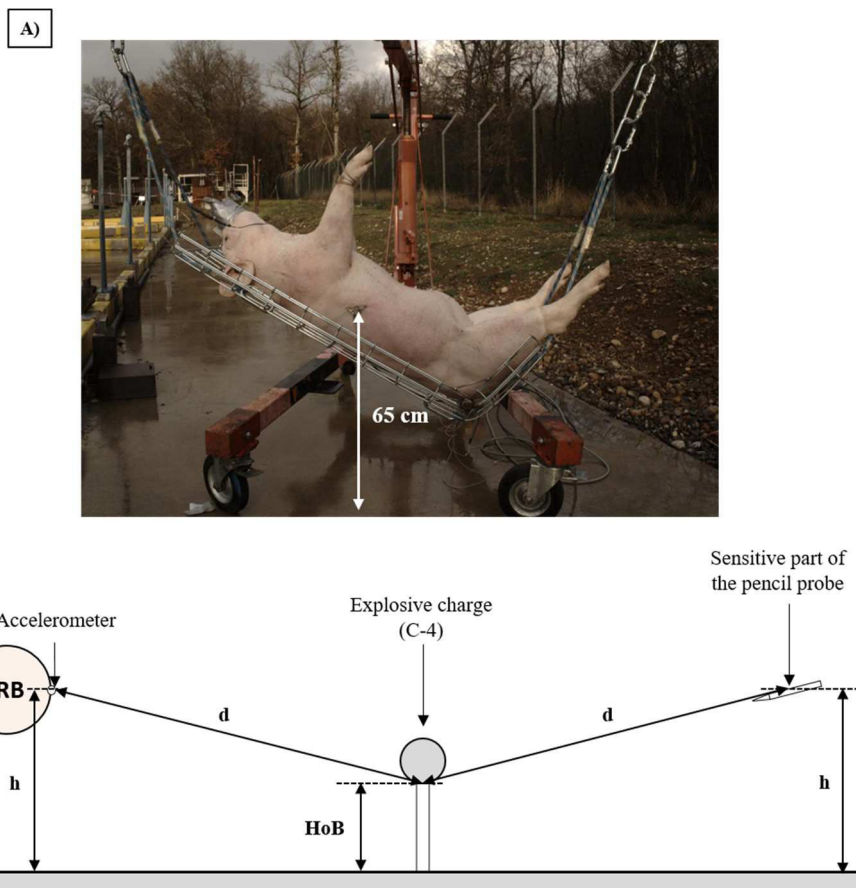 A)
65 cm
Sensitive part of
the pencil probe
Explosive charge
(C-4)
Accelerometer
RB
d
d
h
h
HoB